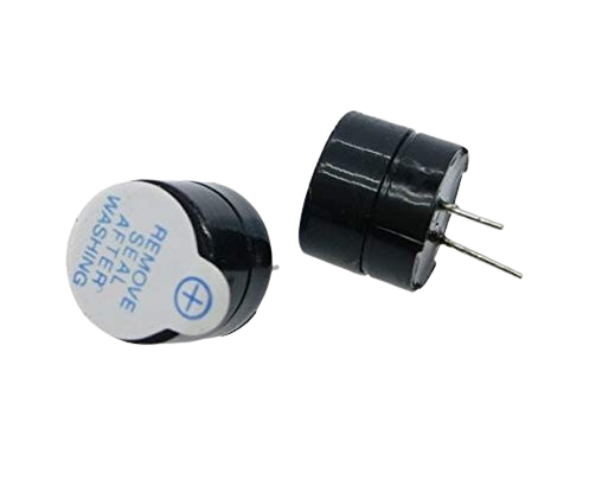 REMOVE
SEAL
AFTER
WASHING
+